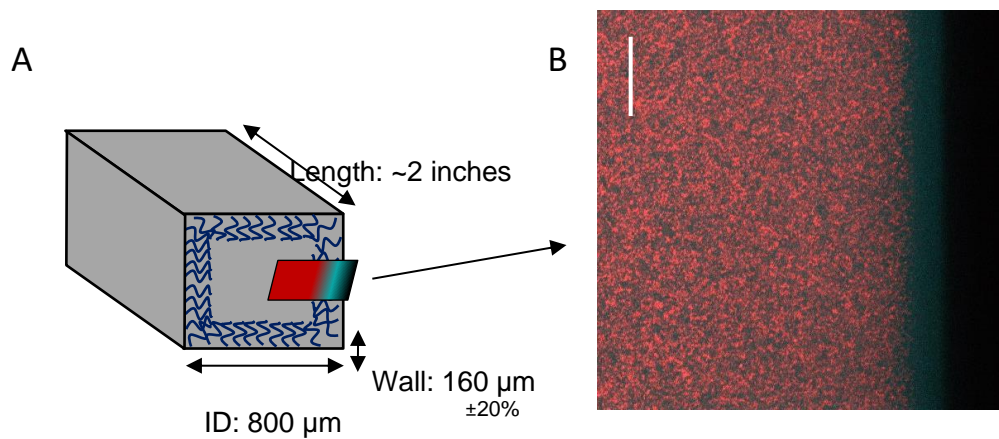 A
B
Length: ~2 inches
Wall: 160 µm
±20%
ID: 800 µm